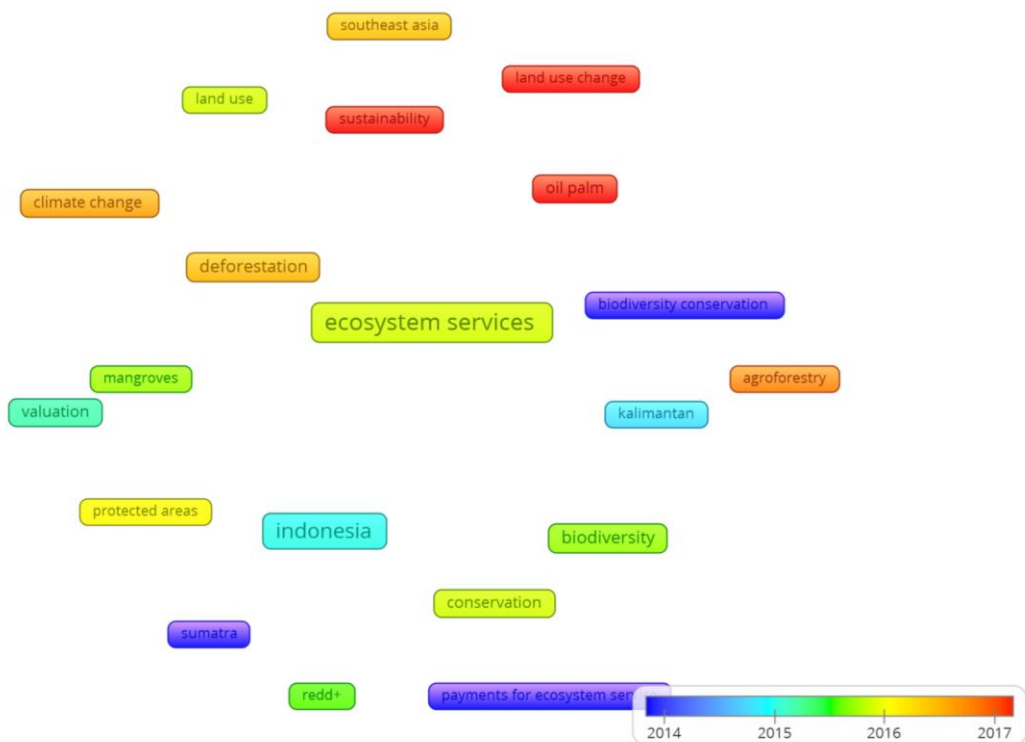 southeast asia
land use change
land use
sustainability
oil palm
climate change
deforestation
biodiversity conservation
ecosystem services
mangroves
agroforestry
valuation
kalimantan
protected areas
indonesia
biodiversity
conservation
sumatra
redd+
payments for ecosystem
2014 2015 2016 2017